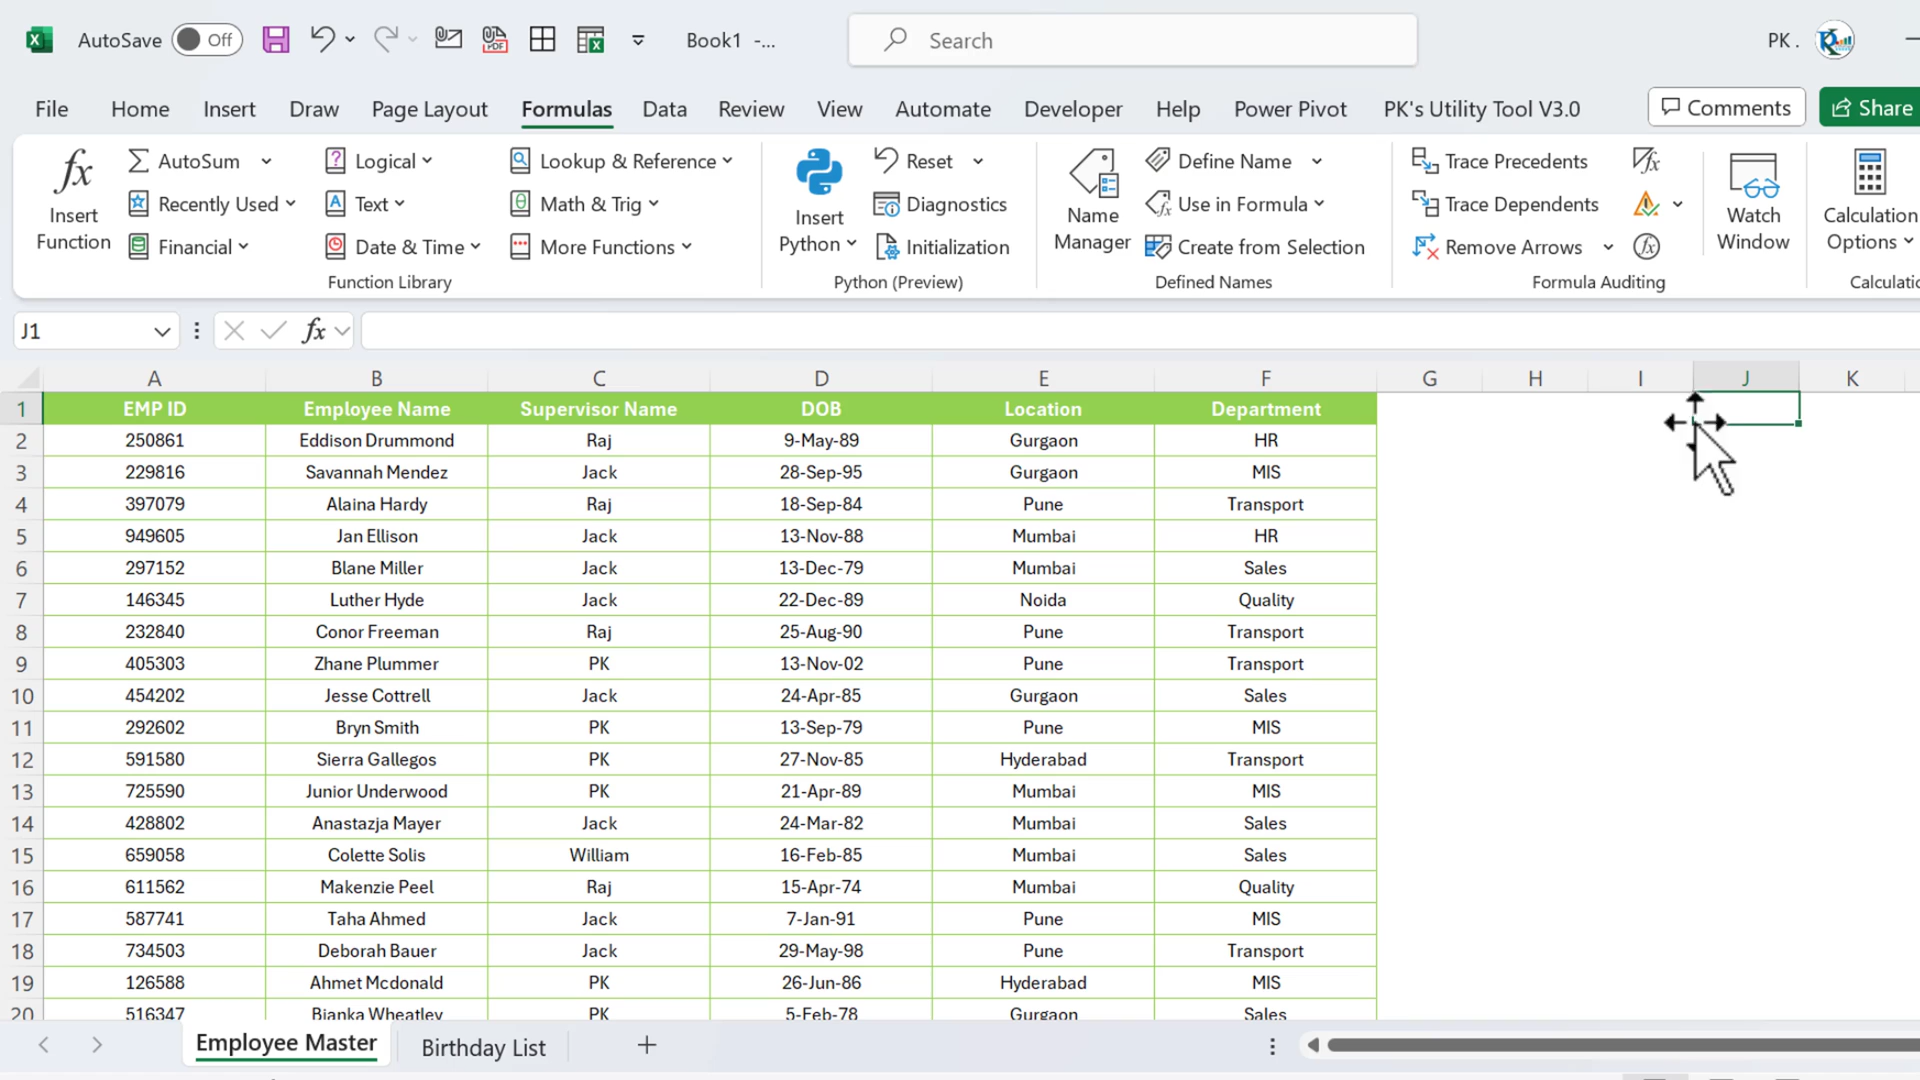 AutoSave Off Book1 -... Search PK .
File Home Insert Draw Page Layout Formulas Data Review View Automate Developer Help Power Pivot PK's Utility Tool V3.0 Comments Share
AutoSum Logical Lookup & Reference Reset Define Name Trace Precedents
Recently Used Text Math & Trig Diagnostics Use in Formula Trace Dependents
Financial Date & Time More Functions Initialization Create from Selection Remove Arrows
Insert Function Insert Python Name Manager Watch Window Calculation Options
Function Library Python (Preview) Defined Names Formula Auditing
J1 fx
A B C D E F G H I J K
1 EMP ID Employee Name Supervisor Name DOB Location Department
2 250861 Eddison Drummond Raj 9-May-89 Gurgaon HR
3 229816 Savannah Mendez Jack 28-Sep-95 Gurgaon MIS
4 397079 Alaina Hardy Raj 18-Sep-84 Pune Transport
5 949605 Jan Ellison Jack 13-Nov-88 Mumbai HR
6 297152 Blane Miller Jack 13-Dec-79 Mumbai Sales
7 146345 Luther Hyde Jack 22-Dec-89 Noida Quality
8 232840 Conor Freeman Raj 25-Aug-90 Pune Transport
9 405303 Zhane Plummer PK 13-Nov-02 Pune Transport
10 454202 Jesse Cottrell Jack 24-Apr-85 Gurgaon Sales
11 292602 Bryn Smith PK 13-Sep-79 Pune MIS
12 591580 Sierra Gallegos PK 27-Nov-85 Hyderabad Transport
13 725590 Junior Underwood PK 21-Apr-89 Mumbai MIS
14 428802 Anastazja Mayer Jack 24-Mar-82 Mumbai Sales
15 659058 Colette Solis William 16-Feb-85 Mumbai Sales
16 611562 Makenzie Peel Raj 15-Apr-74 Mumbai Quality
17 587741 Taha Ahmed Jack 7-Jan-91 Pune MIS
18 734503 Deborah Bauer Jack 29-May-98 Pune Transport
19 126588 Ahmet Mcdonald PK 26-Jun-86 Hyderabad MIS
20 516347 Bianka Wheatley PK 5-Feb-78 Gurgaon Sales
Employee Master Birthday List